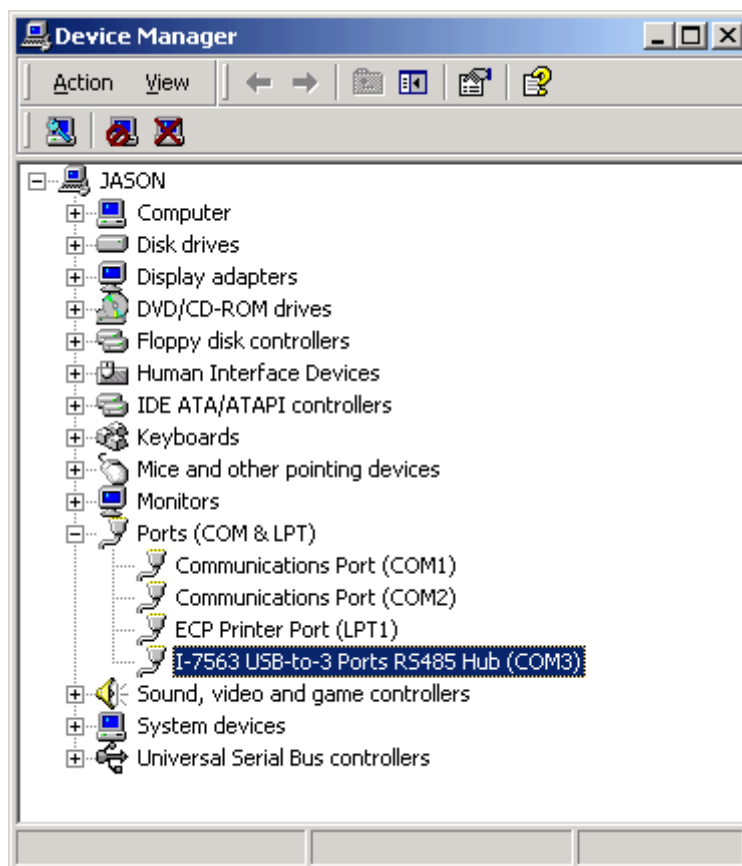 Device Manager
Action View
JASON
Computer
Disk drives
Display adapters
DVD/CD-ROM drives
Floppy disk controllers
Human Interface Devices
IDE ATA/ATAPI controllers
Keyboards
Mice and other pointing devices
Monitors
Ports (COM & LPT)
Communications Port (COM1)
Communications Port (COM2)
ECP Printer Port (LPT1)
I-7563 USB-to-3 Ports RS485 Hub (COM3)
Sound, video and game controllers
System devices
Universal Serial Bus controllers